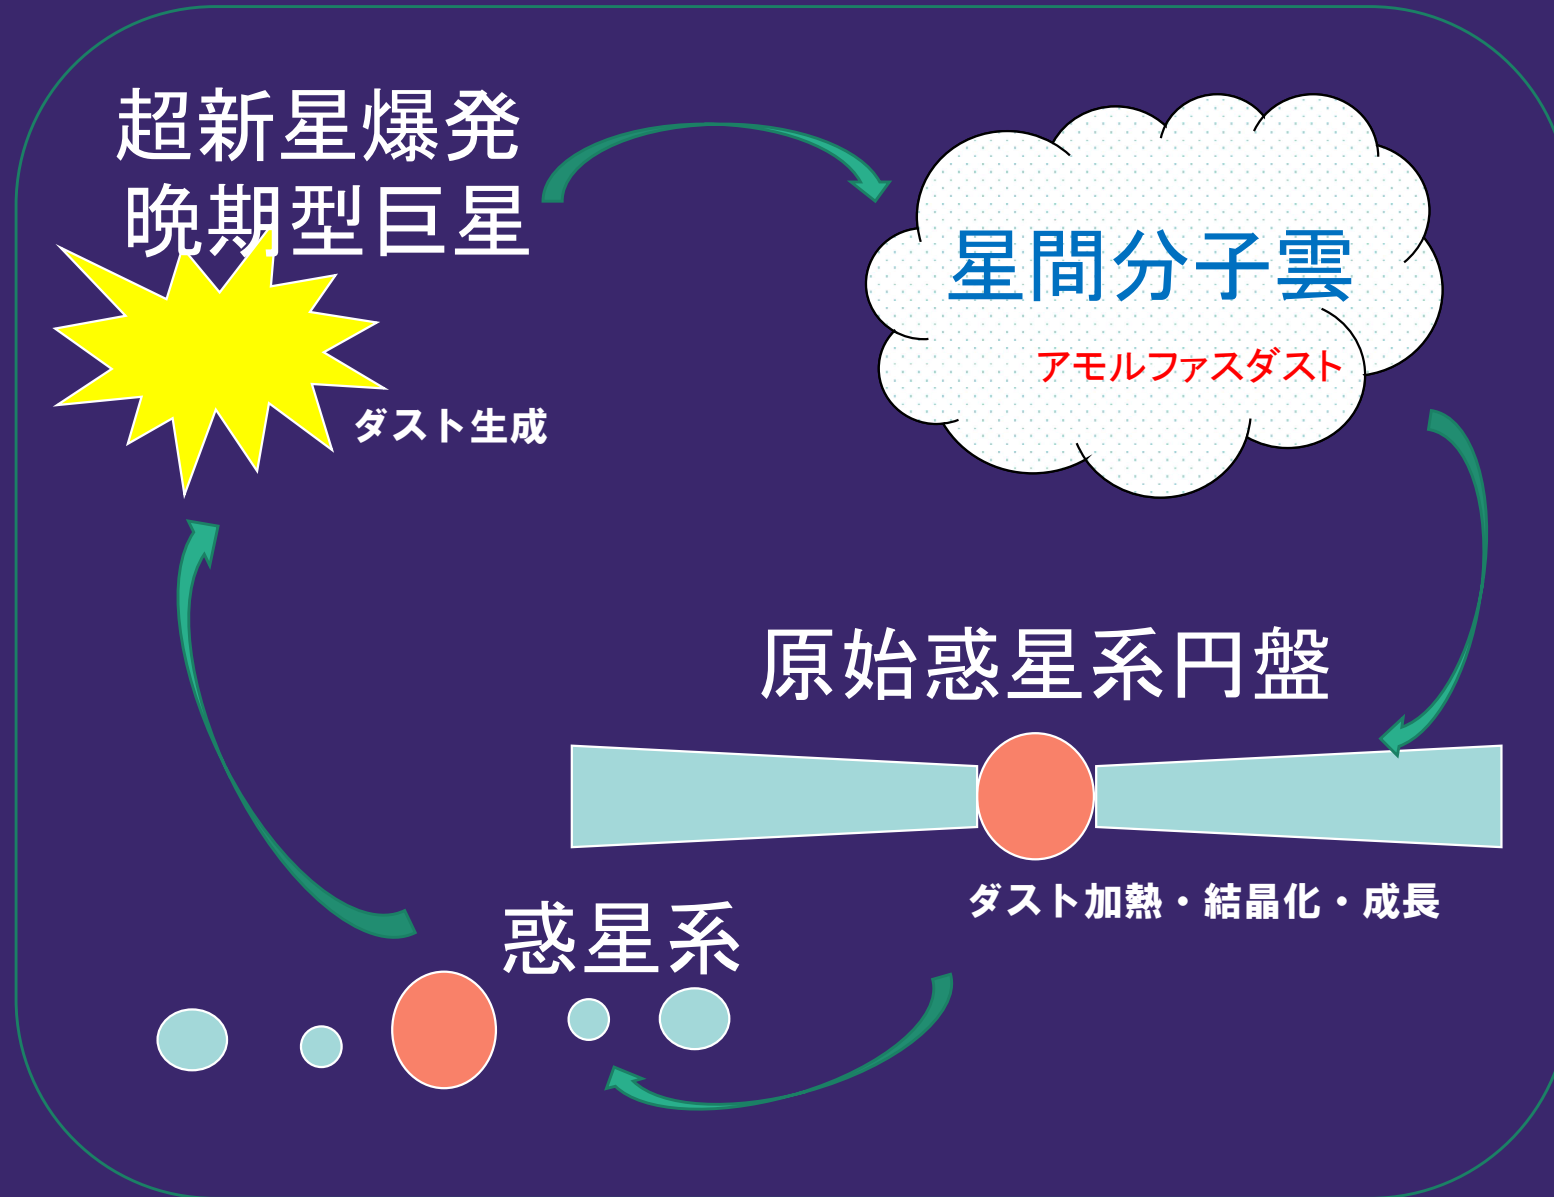 超新星爆発
晩期型巨星
ダスト生成
星間分子雲
アモルファスダスト
原始惑星系円盤
ダスト加熱・結晶化・成長
惑星系